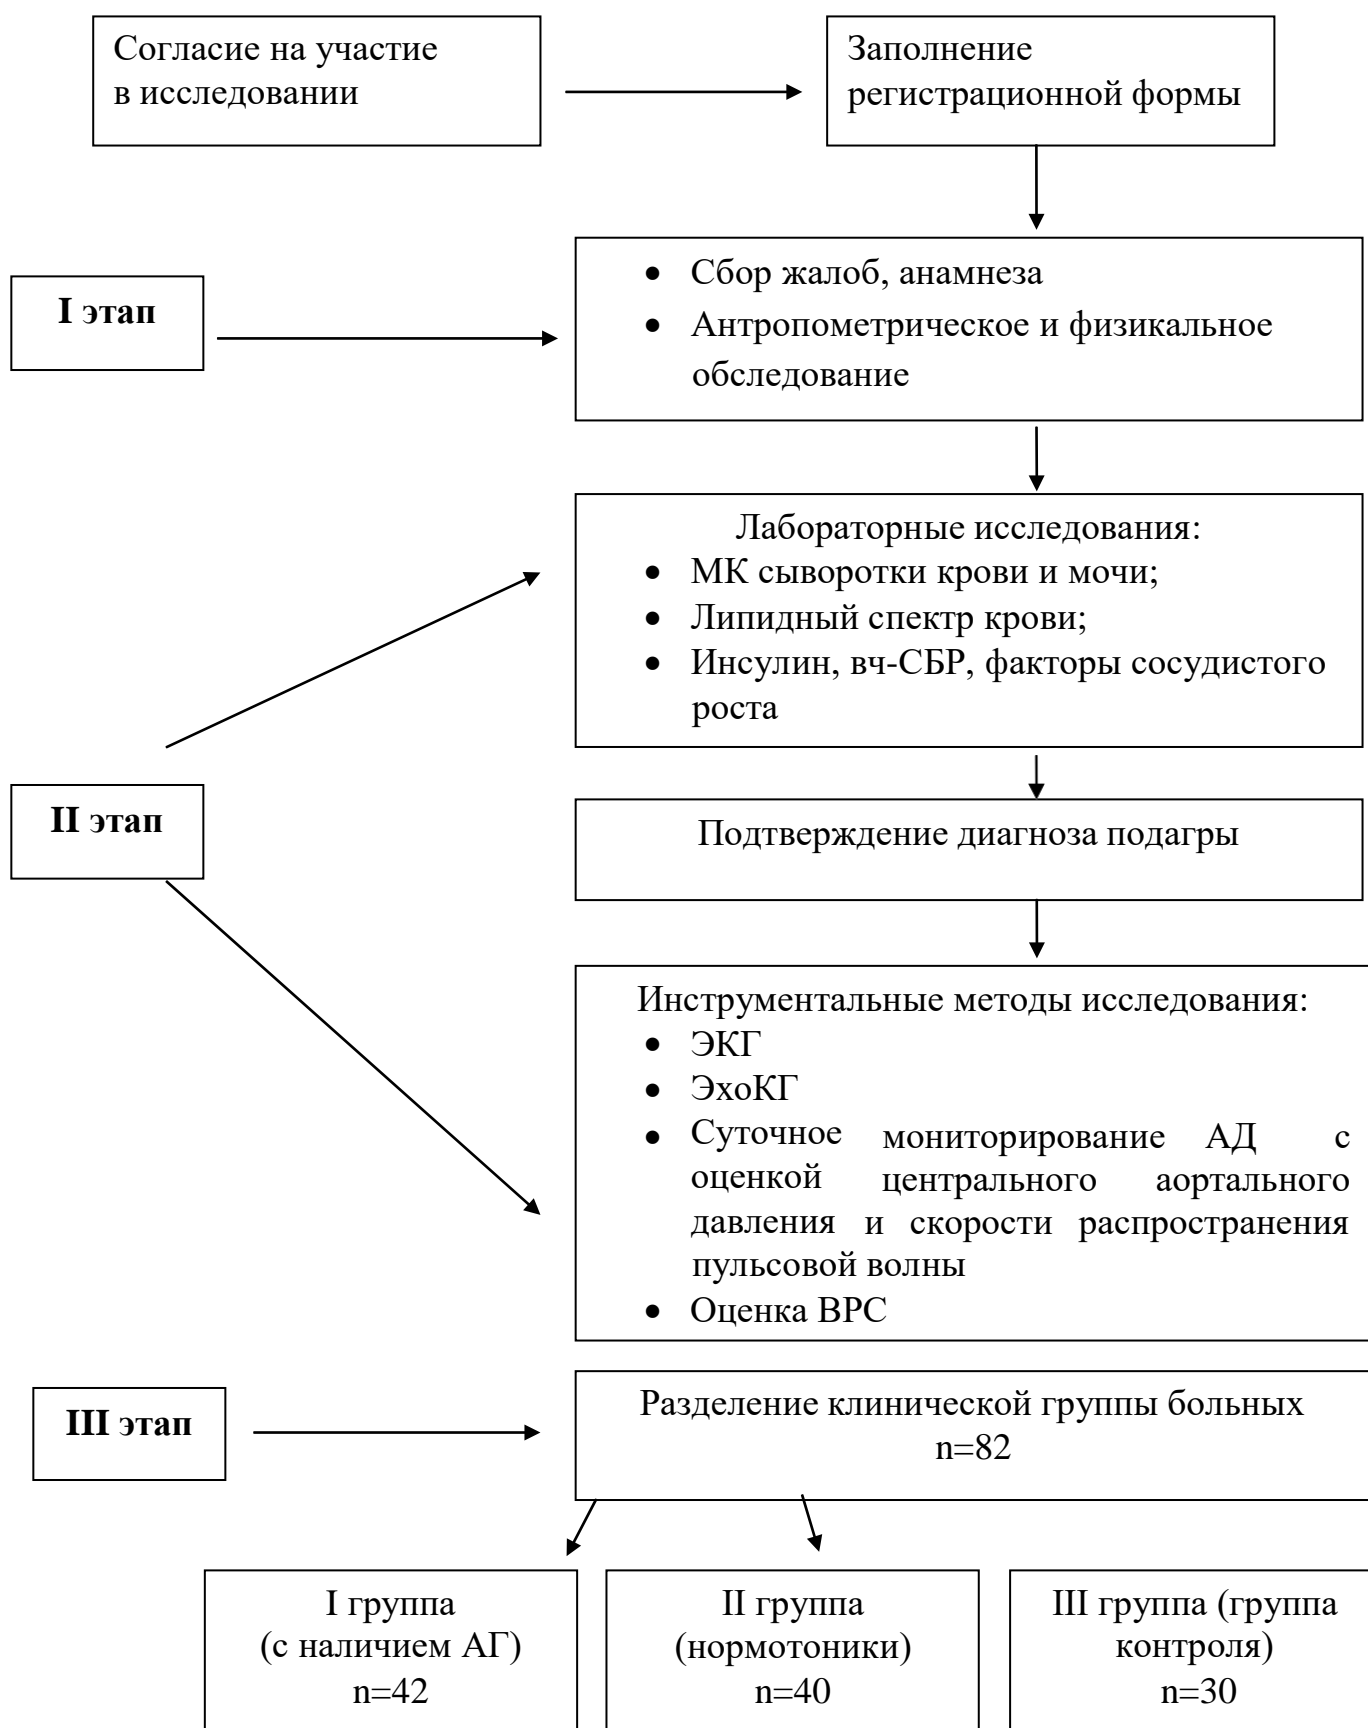 Согласие на участие
в исследовании
Заполнение
регистрационной формы
I этап
• Сбор жалоб, анамнеза
• Антропометрическое и физикальное
обследование
Лабораторные исследования:
• МК сыворотки крови и мочи;
• Липидный спектр крови;
• Инсулин, вч-СБР, факторы сосудистого
роста
II этап
Подтверждение диагноза подагры
Инструментальные методы исследования:
• ЭКГ
• ЭхоКГ
• Суточное мониторирование АД с
оценкой центрального аортального
давления и скорости распространения
пульсовой волны
• Оценка ВРС
III этап
Разделение клинической группы больных
n=82
I группа
(с наличием АГ)
n=42
II группа
(нормотоники)
n=40
III группа (группа
контроля)
n=30